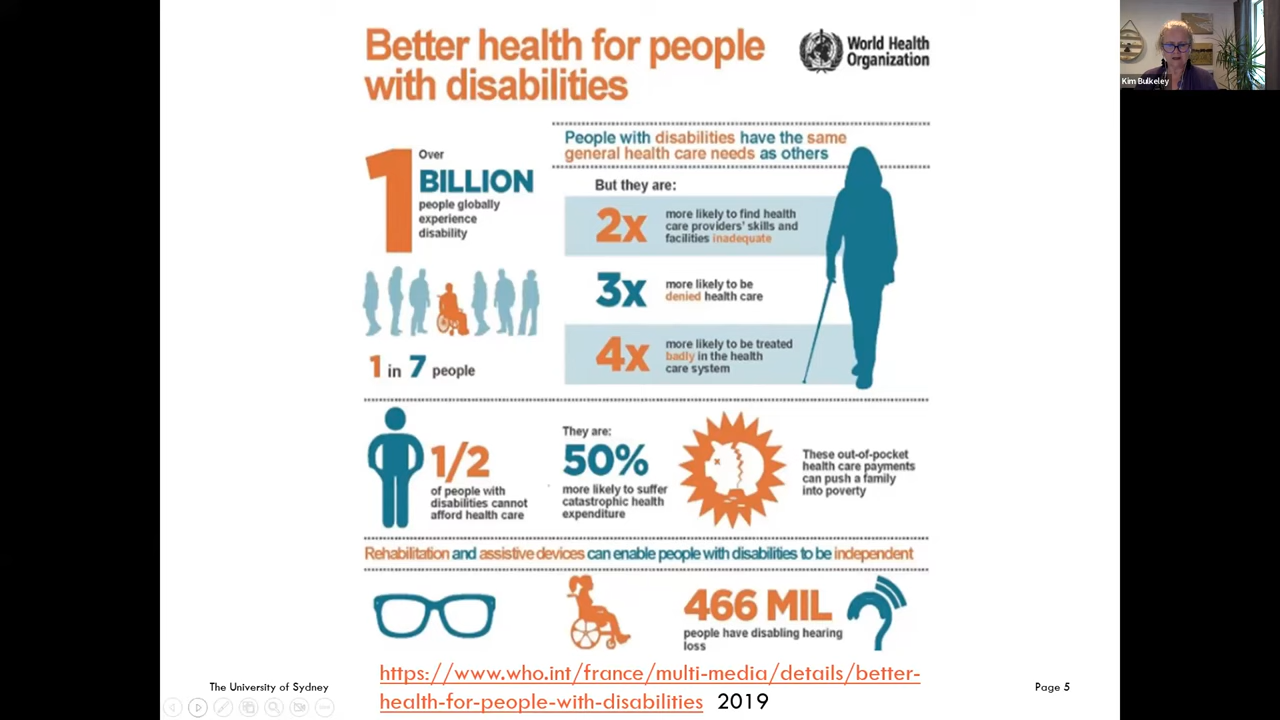 Better health for people
with disabilities
World Health
Organization
Kim Bulkeley
Over
1 BILLION
people globally
experience
disability
1 in 7 people
People with disabilities have the same
general health care needs as others
But they are:
2x
more likely to find health
care providers' skills and
facilities inadequate
3x
more likely to be
denied health care
4x
more likely to be treated
badly in the health
care system
1/2
of people with
disabilities cannot
afford health care
They are:
50%
more likely to suffer
catastrophic health
expenditure
These out-of-pocket
health care payments
can push a family
into poverty
Rehabilitation and assistive devices can enable people with disabilities to be independent
466 MIL
people have disabling hearing
loss
https://www.who.int/france/multi-media/details/better-
health-for-people-with-disabilities 2019
The University of Sydney
Page 5